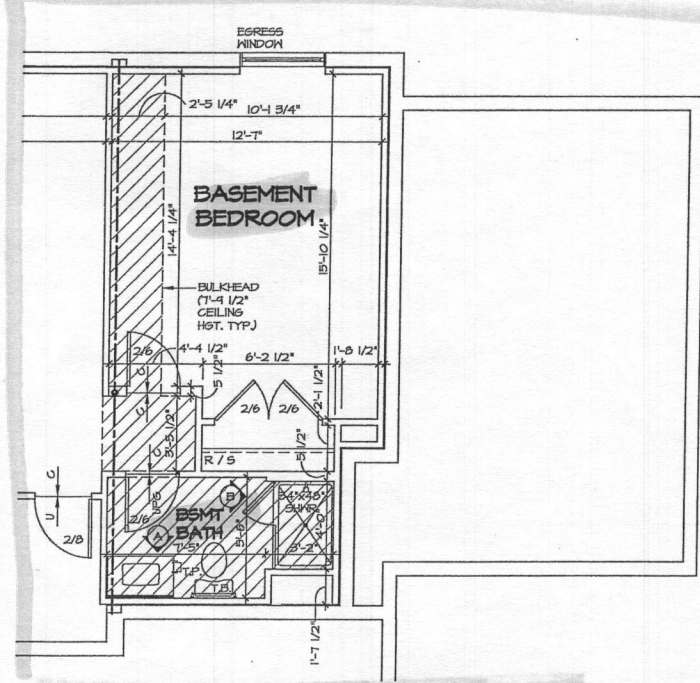 EGRESS
WINDOW
2'-5 1/4"
10'-1 3/4"
12'-7"
BASEMENT
BEDROOM
14'-4 1/4"
15'-10 1/4"
BULKHEAD
(7'-9 1/2"
CEILING
HGT. TYP.)
2/6
4'-4 1/2"
6'-2 1/2"
1'-8 1/2"
5 1/2"
2/6
2/6
2'-1 1/2"
C
U
3'-5 1/2"
R / S
5 1/2"
C
U
2/8
2/6
BSMT
BATH
B
A
7'-5"
SHWR.
3'-2"
T.P.
T.B.
1'-7 1/2"